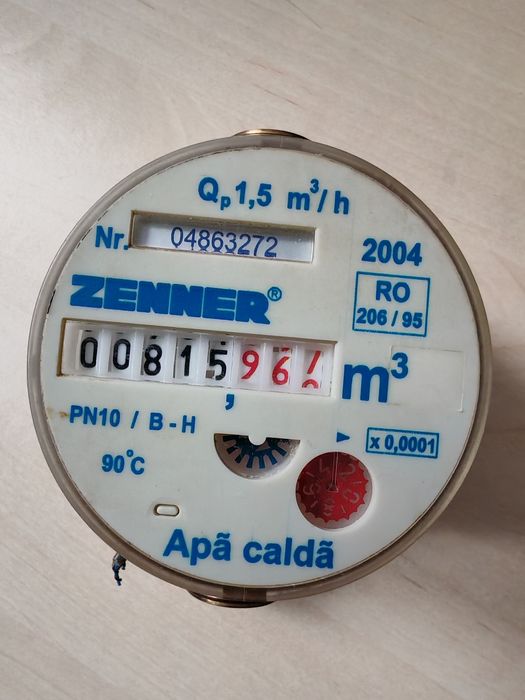 Qp 1,5 m³/h
Nr. 04863272
2004
ZENNER®
RO
206 / 95
00815,96 m³
PN10 / B - H
x 0,0001
90°C
Apã caldã